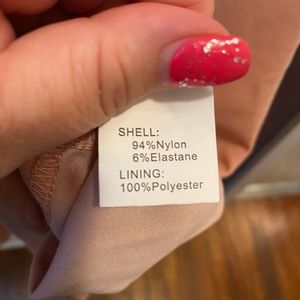 SHELL:
94%Nylon
6%Elastane
LINING:
100%Polyester